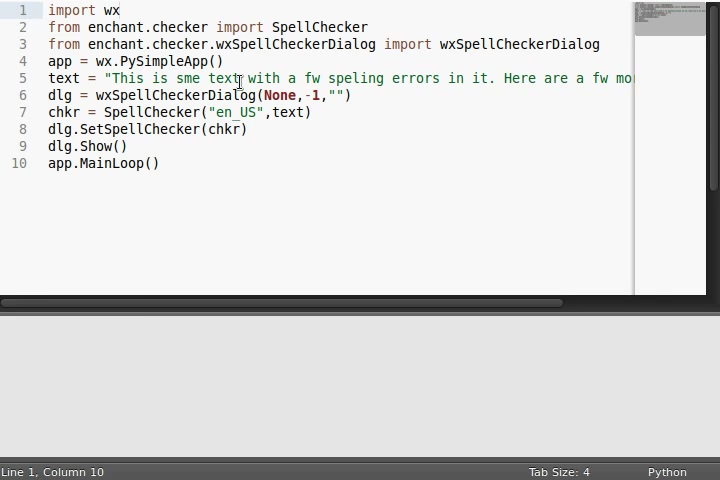 1 import wx
2 from enchant.checker import SpellChecker
3 from enchant.checker.wxSpellCheckerDialog import wxSpellCheckerDialog
4 app = wx.PySimpleApp()
5 text = "This is sme text with a fw speling errors in it. Here are a fw mo
6 dlg = wxSpellCheckerDialog(None,-1,"")
7 chkr = SpellChecker("en_US",text)
8 dlg.SetSpellChecker(chkr)
9 dlg.Show()
10 app.MainLoop()
Line 1, Column 10 Tab Size: 4 Python